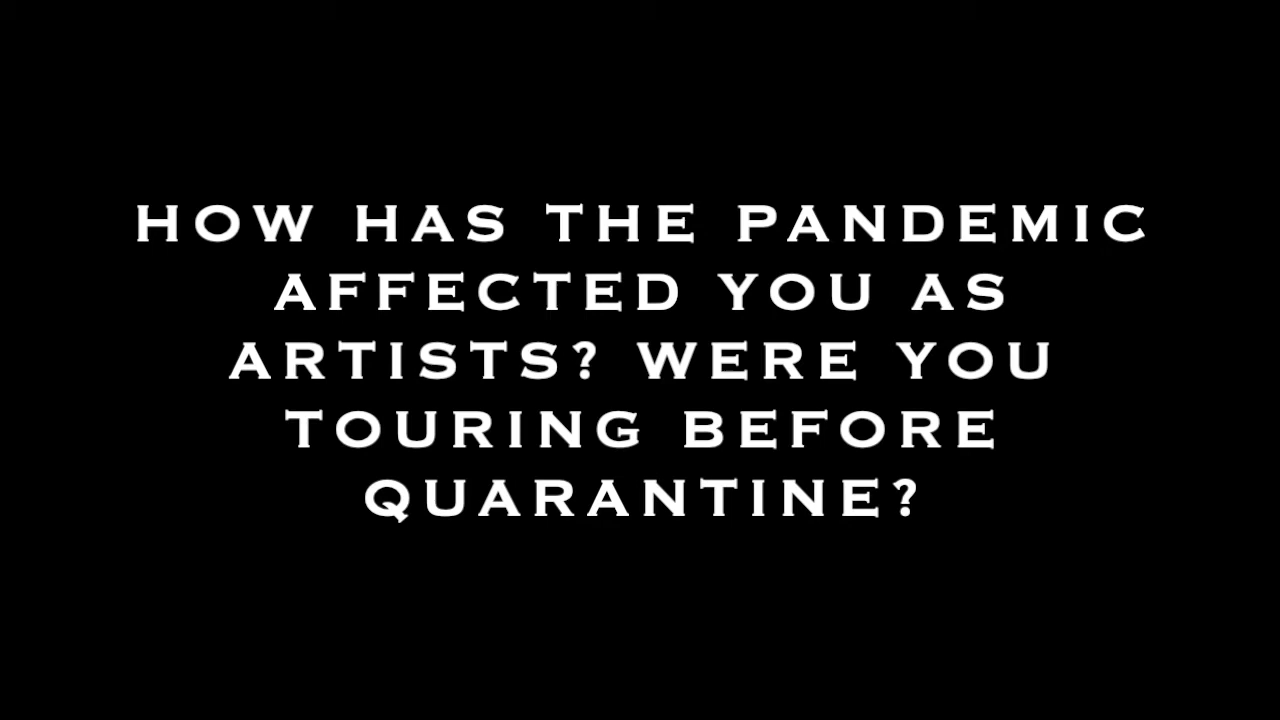 HOW HAS THE PANDEMIC
AFFECTED YOU AS
ARTISTS? WERE YOU
TOURING BEFORE
QUARANTINE?